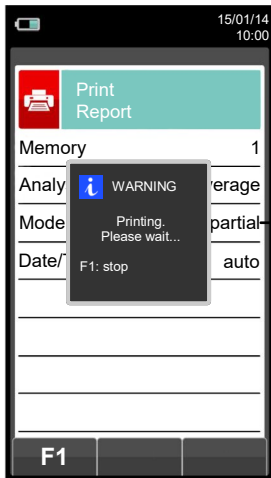 15/01/14
10:00
Print
Report
Memory 1
Analy verage
Mode partial
Date/ auto
WARNING
Printing.
Please wait...
F1: stop
F1